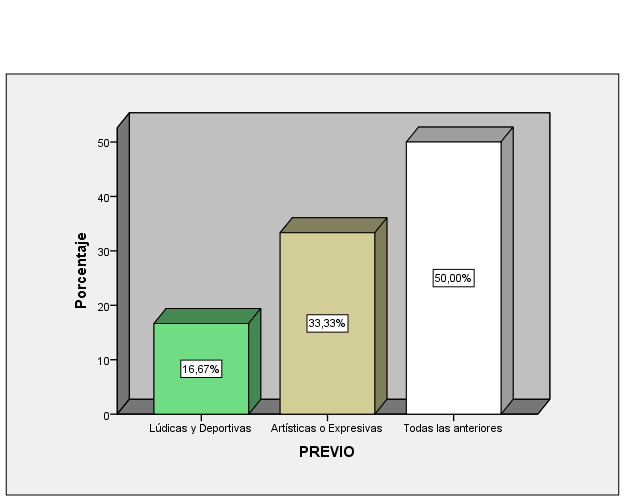 Porcentaje
50
40
30
20
10
0
16,67%
33,33%
50,00%
Lúdicas y Deportivas
Artísticas o Expresivas
Todas las anteriores
PREVIO